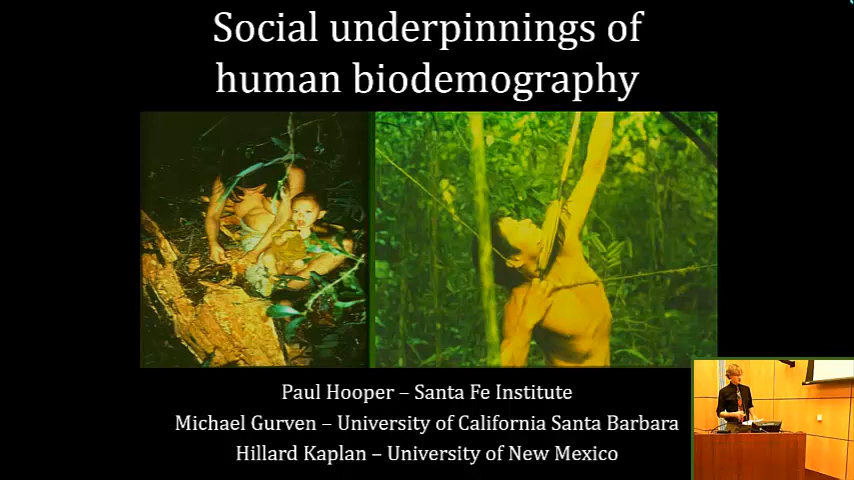 Social underpinnings of
human biodemography
Paul Hooper – Santa Fe Institute
Michael Gurven – University of California Santa Barbara
Hillard Kaplan – University of New Mexico